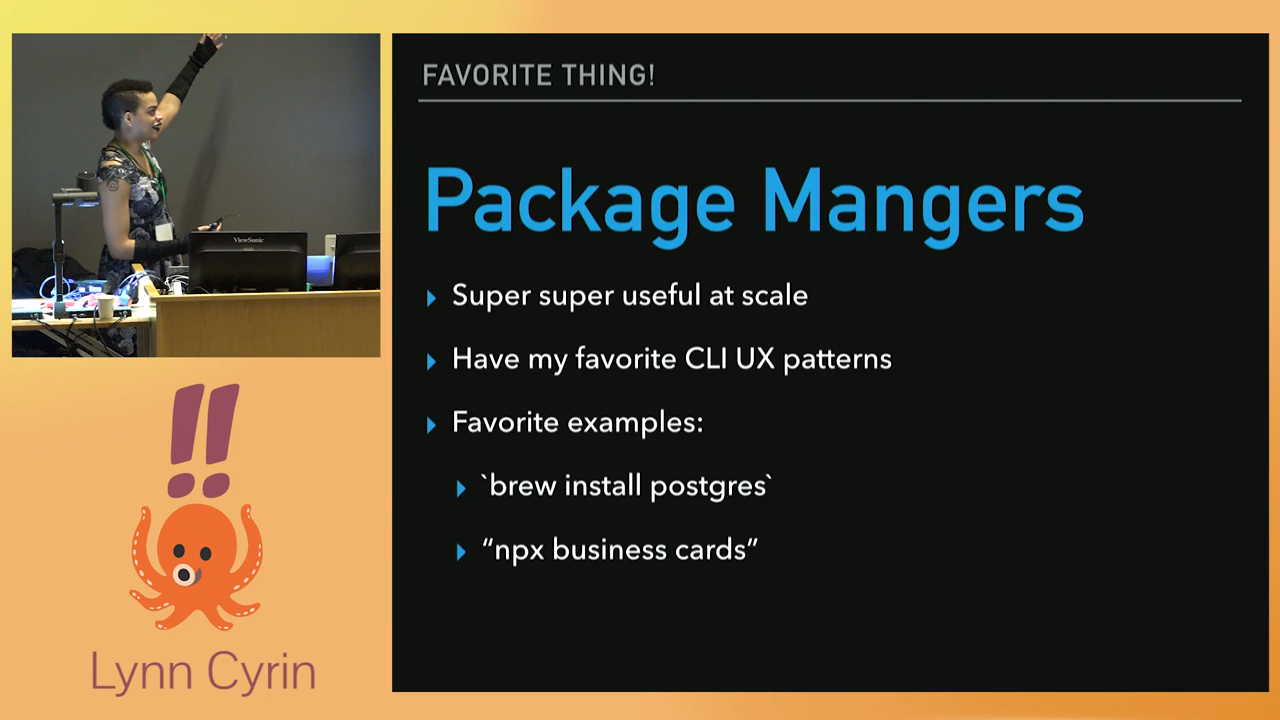 FAVORITE THING!
Package Mangers
Super super useful at scale
Have my favorite CLI UX patterns
Favorite examples:
`brew install postgres`
“npx business cards”
ViewSonic
!!
Lynn Cyrin